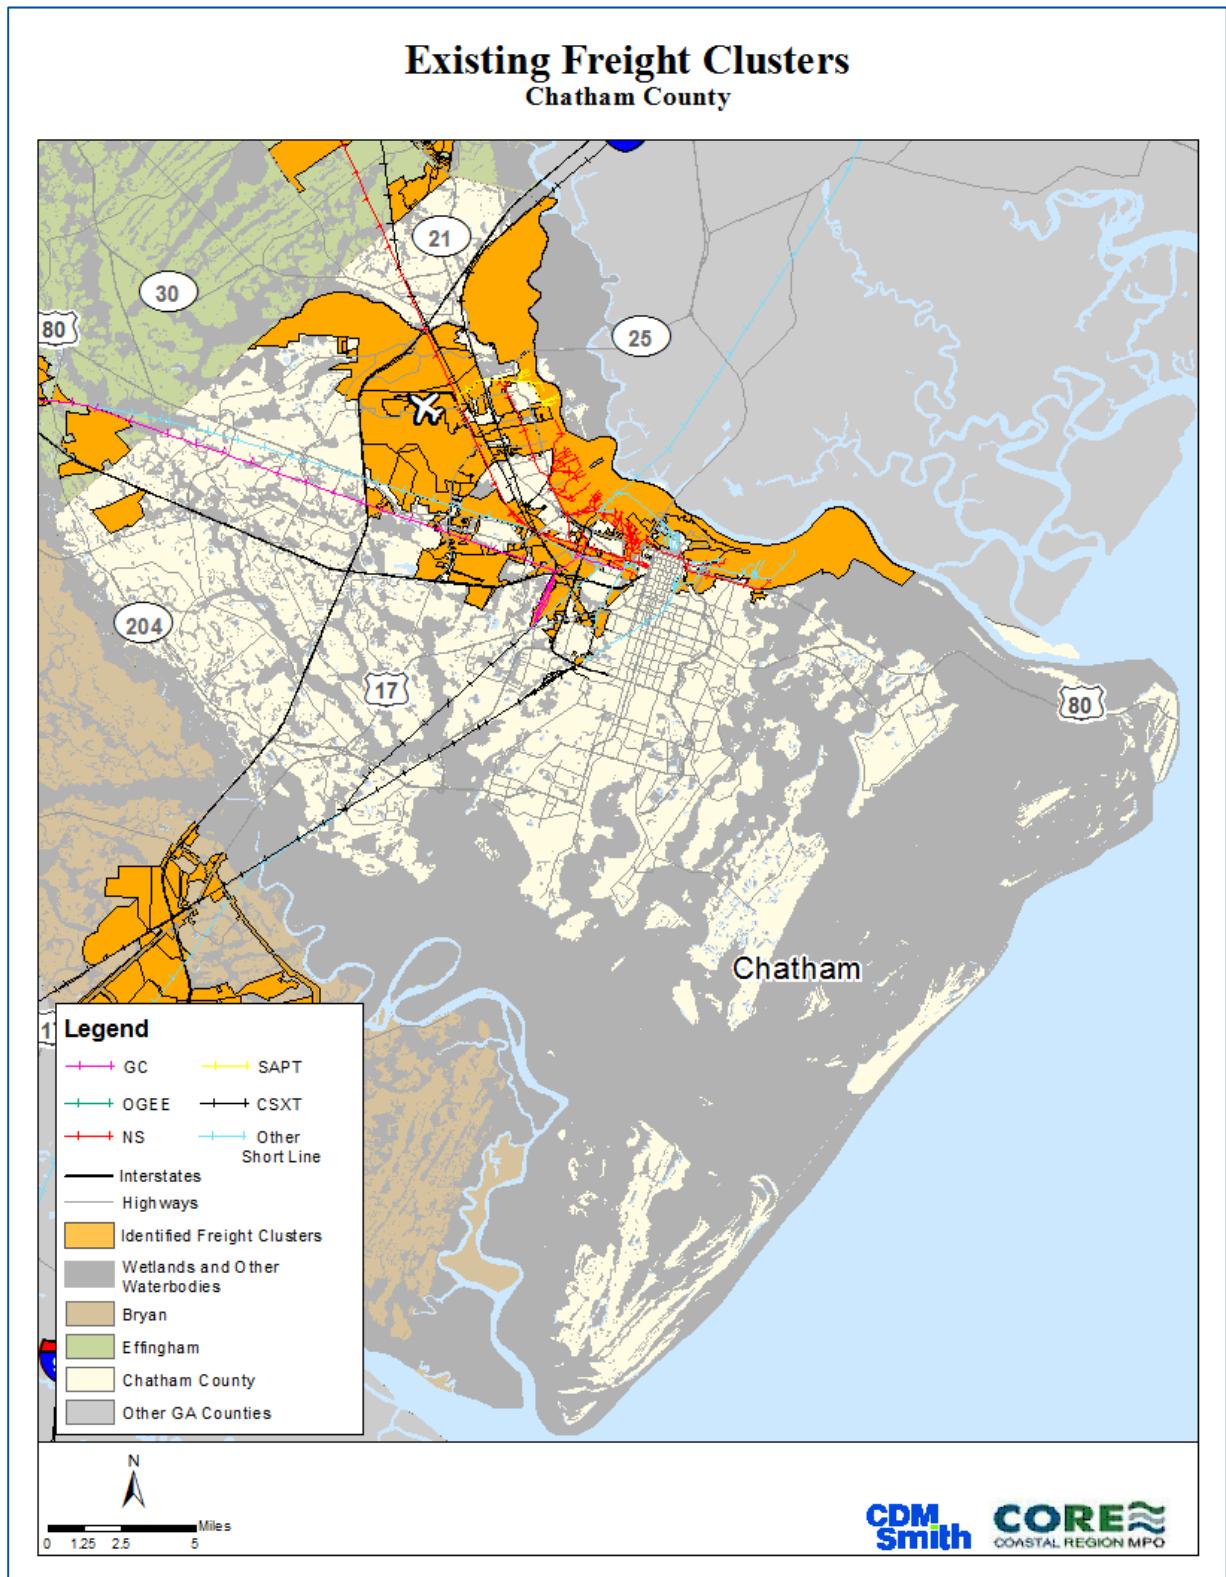 Existing Freight Clusters
Chatham County
21
30
80
25
204
17
80
Chatham
17
Legend
GC
SAPT
OGEE
CSXT
NS
Other
Short Line
Interstates
Highways
Identified Freight Clusters
Wetlands and Other
Waterbodies
Bryan
Effingham
Chatham County
Other GA Counties
N
Miles
0 1.25 2.5 5
CDM
Smith
CORE
COASTAL REGION MPO